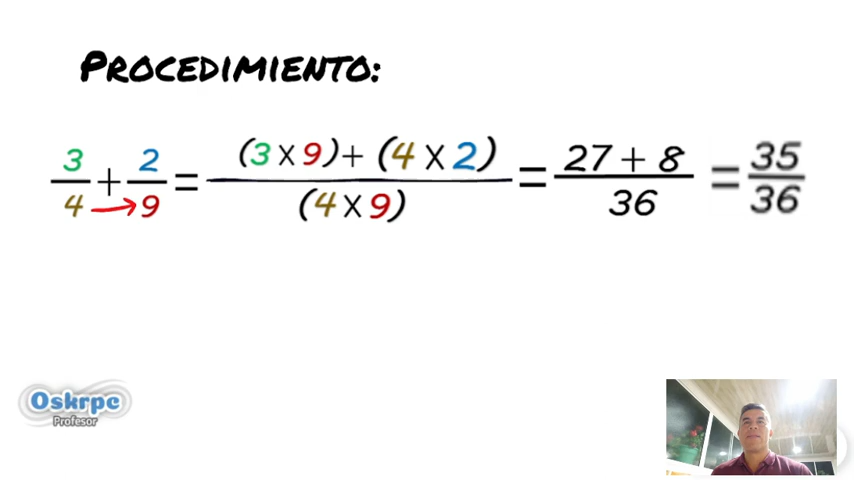 PROCEDIMIENTO:
3/4 + 2/9 = (3 x 9) + (4 x 2) / (4 x 9) = 27 + 8 / 36 = 35/36
Oskrpc
Profesor